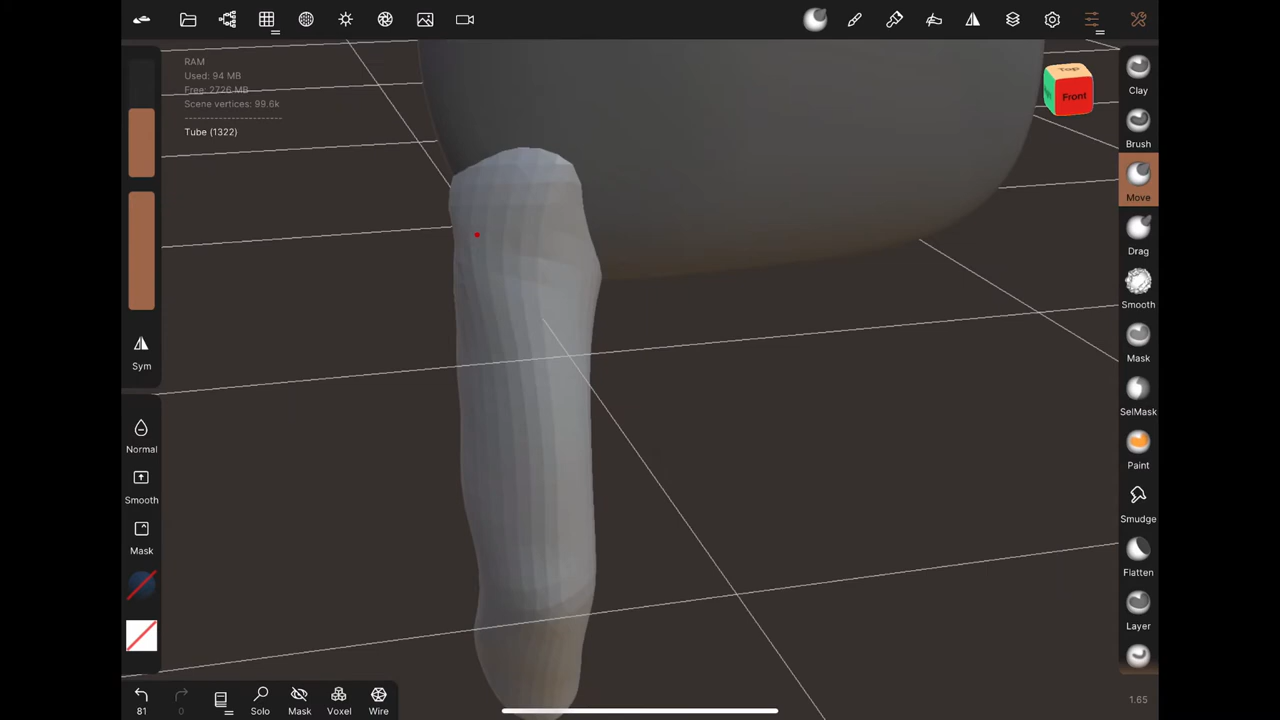 RAM
Used: 94 MB
Free: 2726 MB
Scene vertices: 99.6k
-----------------------
Tube (1322)
Top
Front
Sym
Normal
Smooth
Mask
81
0
Solo
Mask
Voxel
Wire
Clay
Brush
Move
Drag
Smooth
Mask
SelMask
Paint
Smudge
Flatten
Layer
1.65